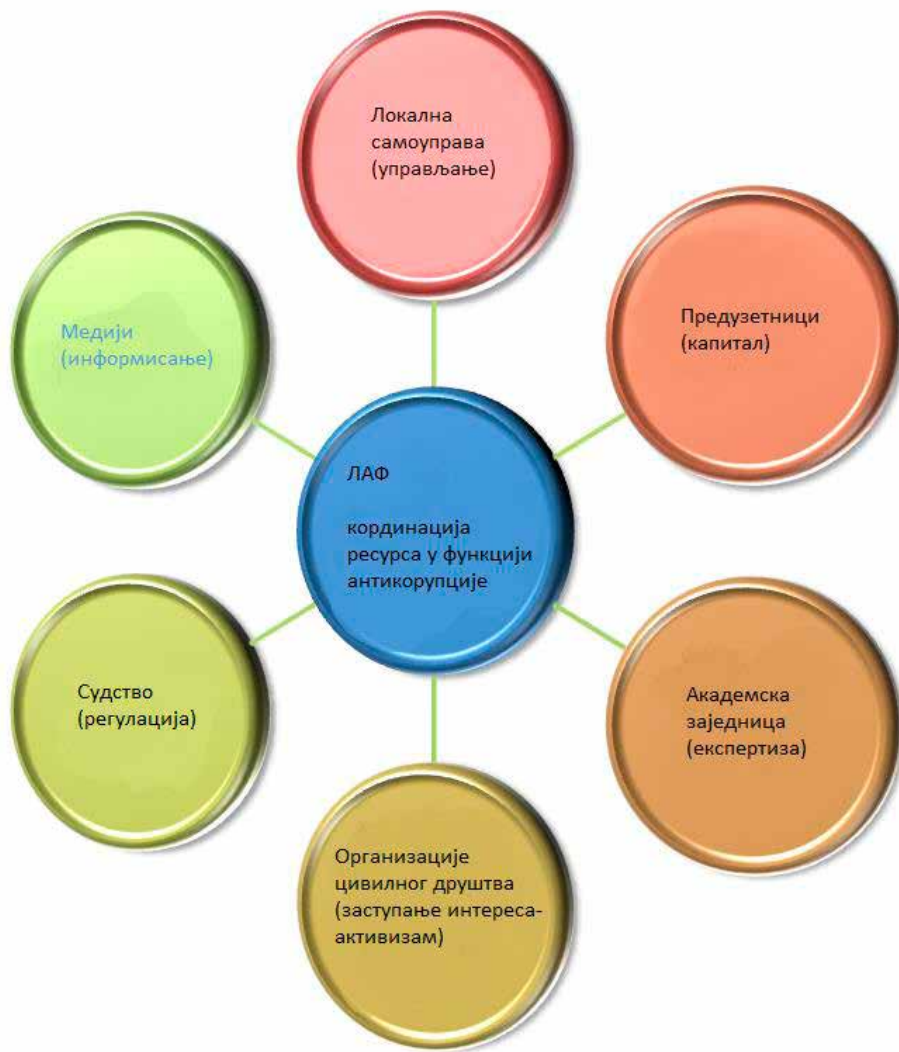 Локална
самоуправа
(управљање)
Предузетници
(капитал)
Медији
(информисање)
ЛАФ
кординација
ресурса у функцији
антикорупције
Судство
(регулација)
Академска
заједница
(експертиза)
Организације
цивилног друштва
(заступање интереса-
активизам)